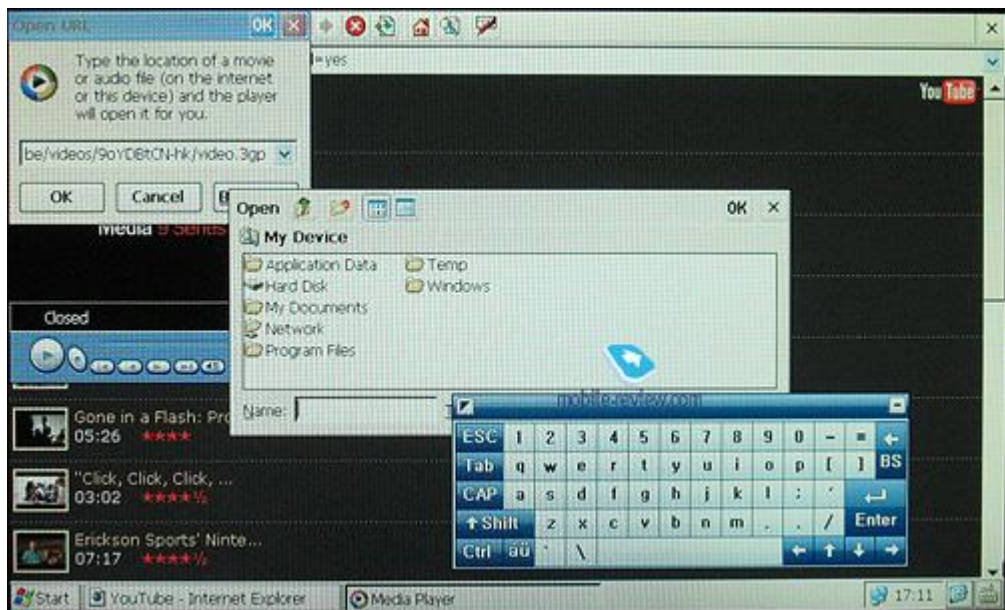 Open URL OK
Type the location of a movie
or audio file (on the internet
or this device) and the player
will open it for you.
be/videos/9oYDBtCN-hk/video.3gp
OK Cancel B
=yes
You Tube
Media 9 Series
Closed
Open OK
My Device
Application Data
Hard Disk
My Documents
Network
Program Files
Temp
Windows
Name:
mobile-review.com
Gone in a Flash: Pro
05:26
"Click, Click, Click, ...
03:02
Erickson Sports' Ninte...
07:17
ESC 1 2 3 4 5 6 7 8 9 0 - =
Tab q w e r t y u i o p [ ] BS
CAP a s d f g h j k l ; '
Shift z x c v b n m , . / Enter
Ctrl áü ` \
Start YouTube - Internet Explorer Media Player 17:11